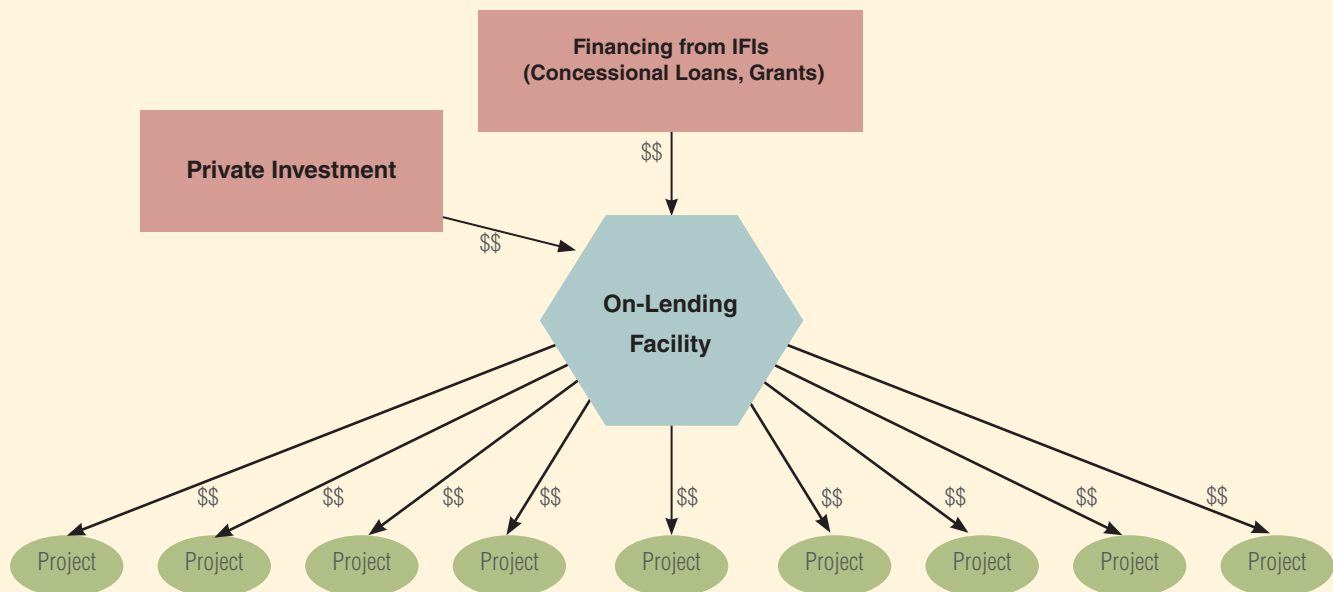 Financing from IFIs
(Concessional Loans, Grants)
Private Investment
$$
$$
On-Lending
Facility
$$
$$
$$
$$
$$
$$
$$
$$
$$
Project
Project
Project
Project
Project
Project
Project
Project
Project